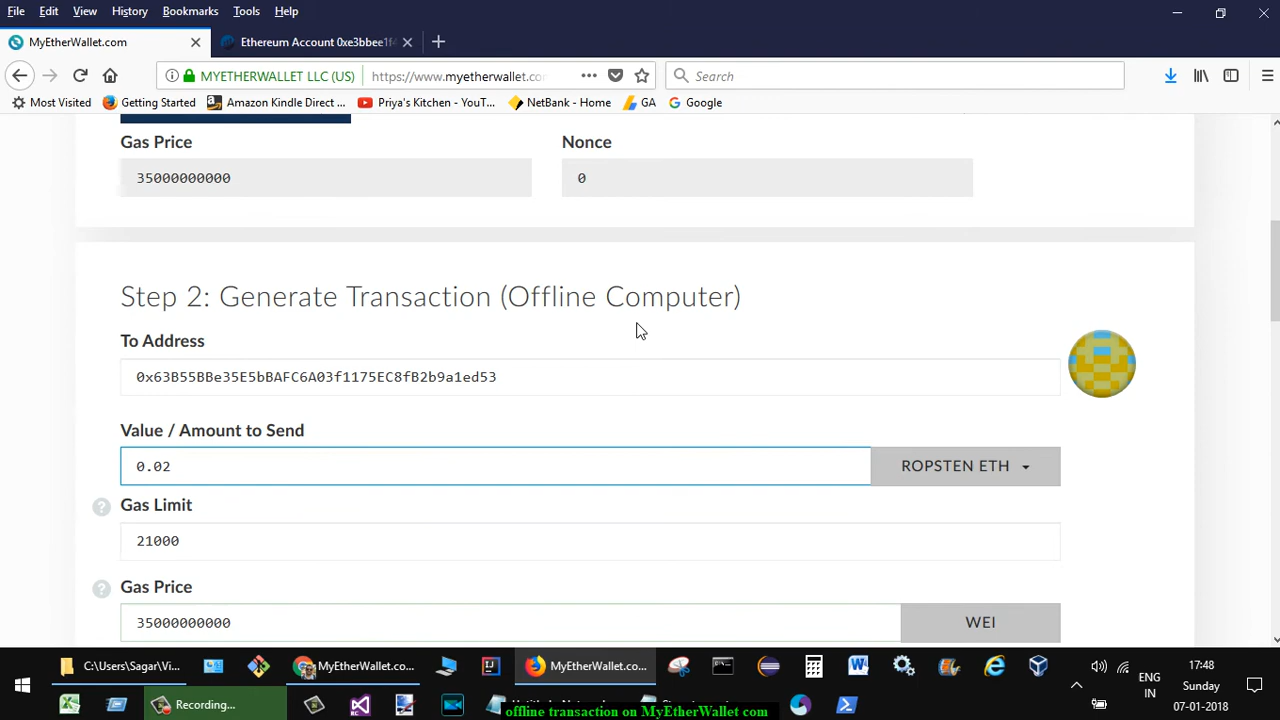 File Edit View History Bookmarks Tools Help
MyEtherWallet.com
Ethereum Account 0xe3bbee1f
MYETHERWALLET LLC (US) https://www.myetherwallet.co
Search
Most Visited Getting Started Amazon Kindle Direct ... Priya's Kitchen - YouT... NetBank - Home GA Google
Gas Price Nonce
35000000000 0
Step 2: Generate Transaction (Offline Computer)
To Address
0x63B55BBe35E5bBAFC6A03f1175EC8fB2b9a1ed53
Value / Amount to Send
0.02 ROPSTEN ETH
Gas Limit
21000
Gas Price
35000000000 WEI
C:\Users\Sagar\Vi... MyEtherWallet.co... MyEtherWallet.co... 17:48
ENG Sunday
IN
Recording... 07-01-2018
offline transaction on MyEtherWallet.com